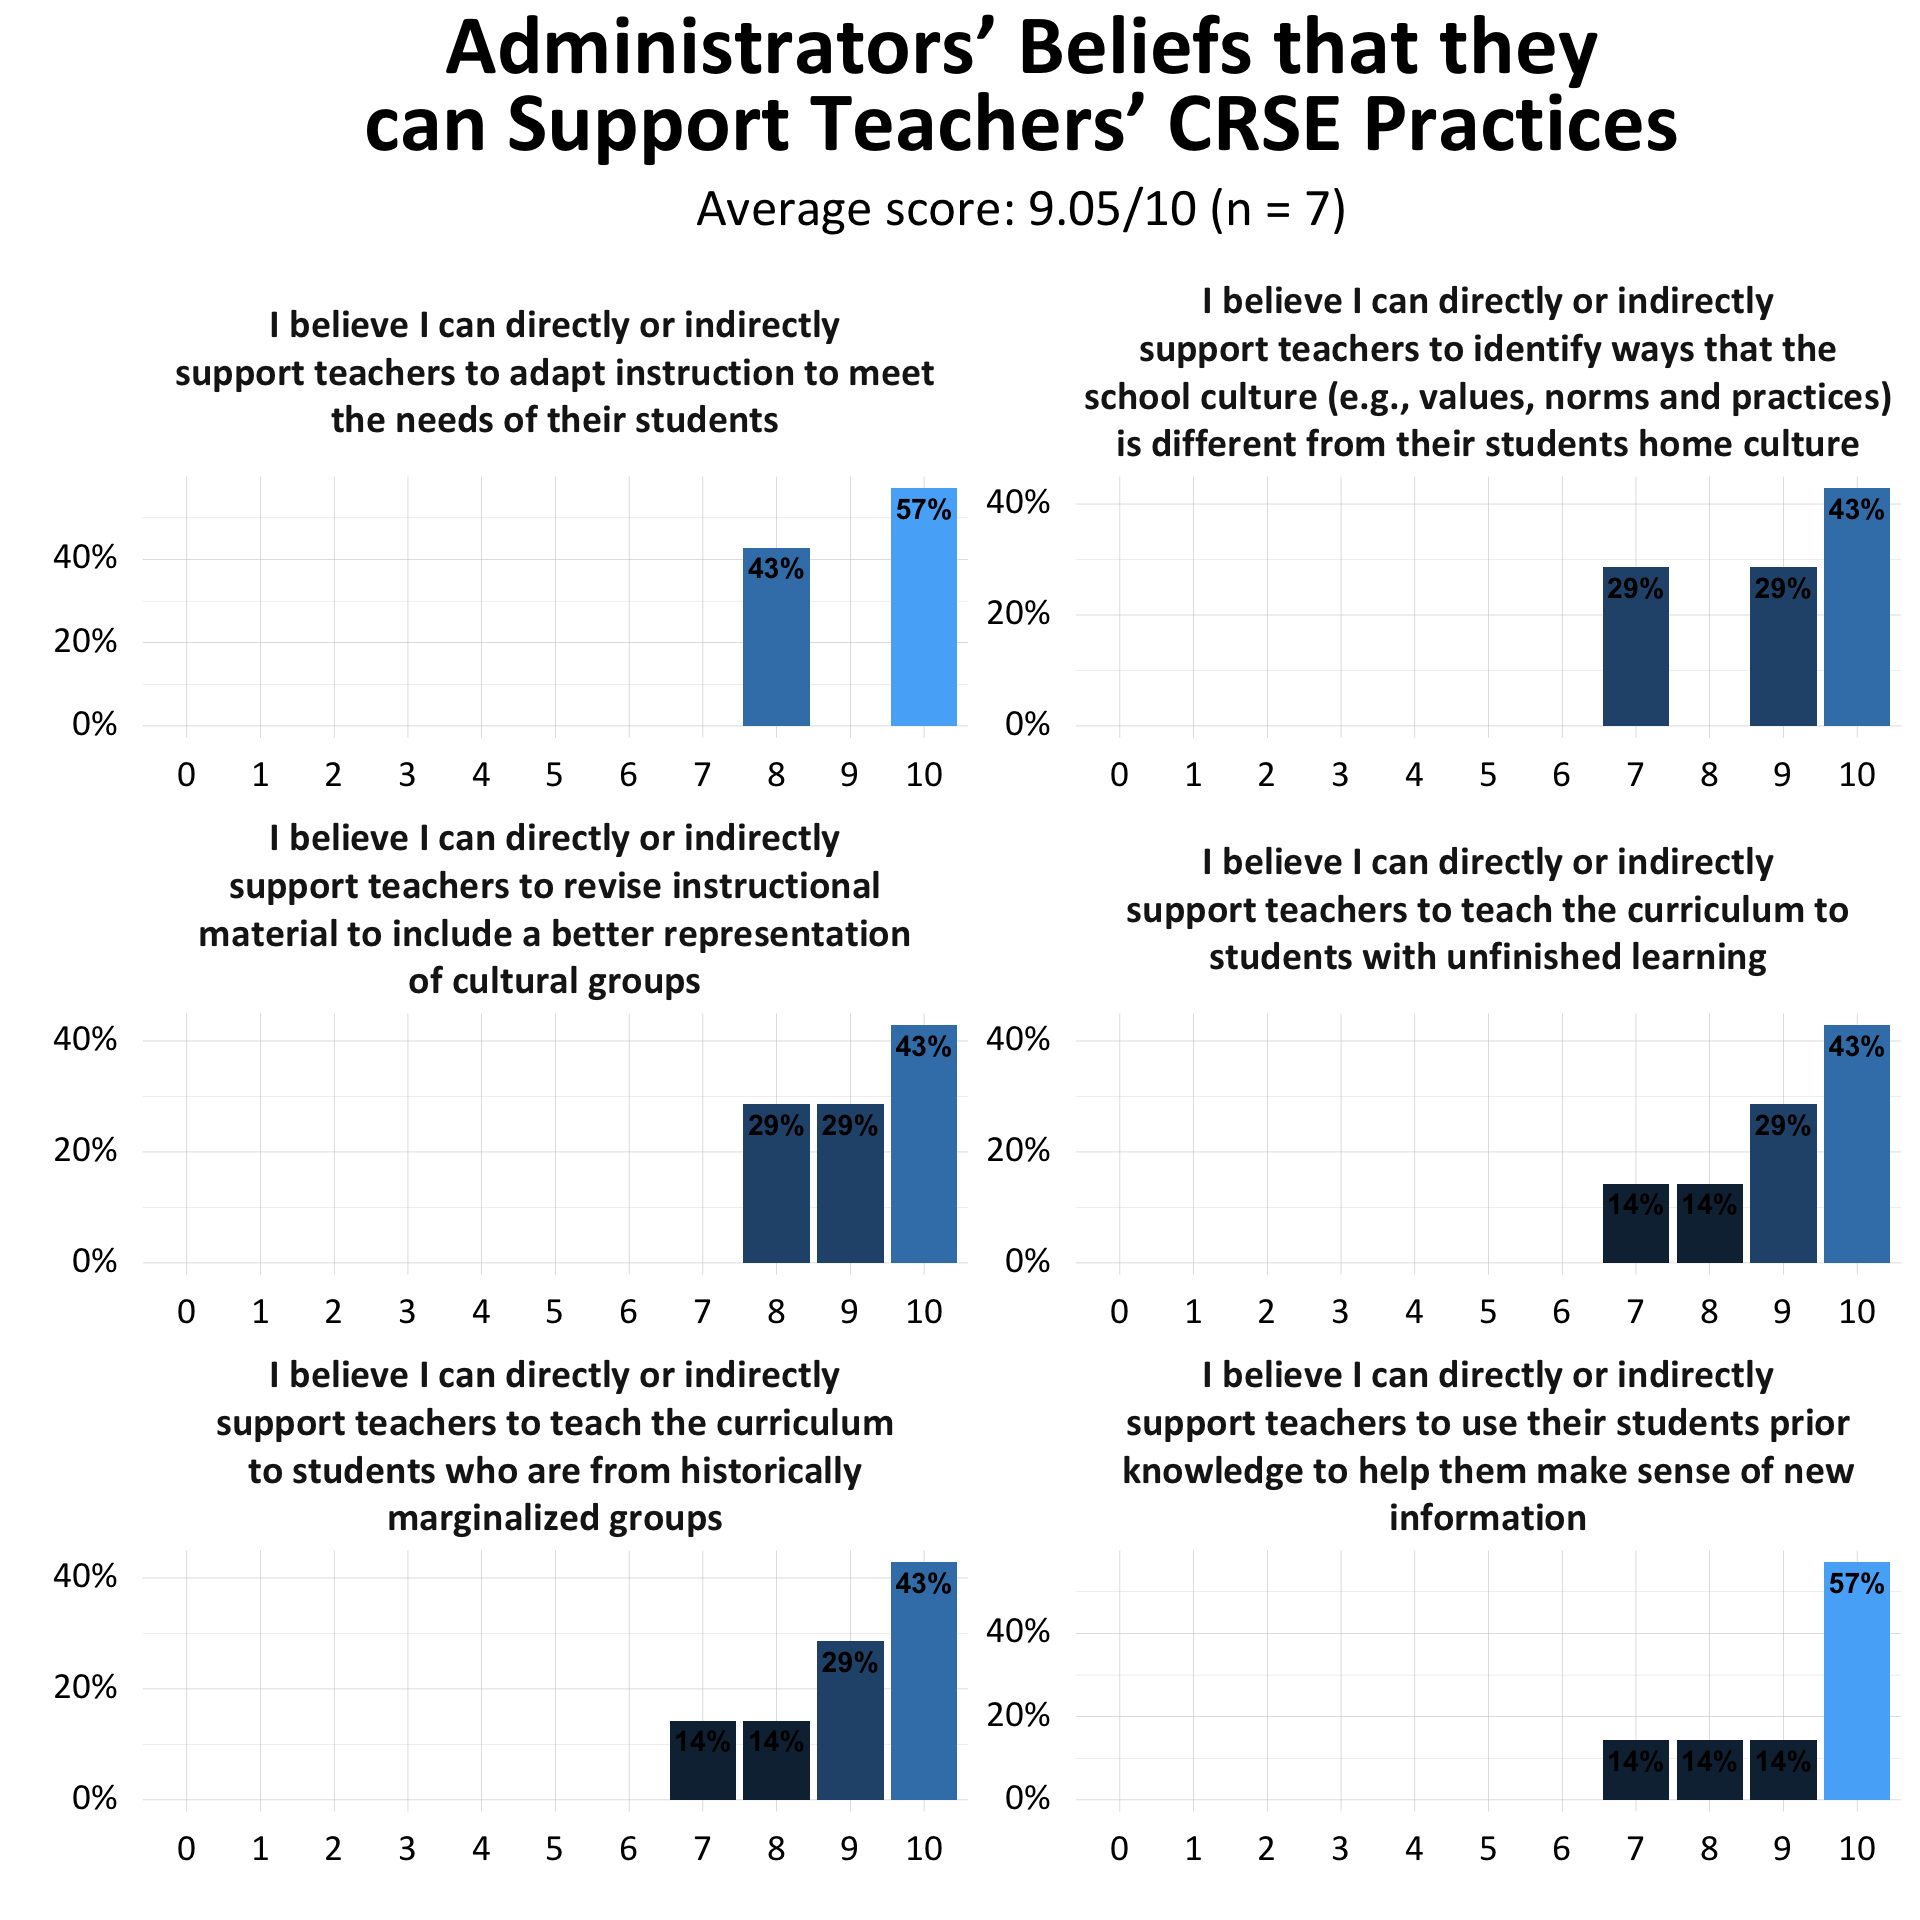 Administrators’ Beliefs that they
can Support Teachers’ CRSE Practices
Average score: 9.05/10 (n = 7)
I believe I can directly or indirectly
support teachers to adapt instruction to meet
the needs of their students
57%
43%
40%
20%
0%
0 1 2 3 4 5 6 7 8 9 10
I believe I can directly or indirectly
support teachers to identify ways that the
school culture (e.g., values, norms and practices)
is different from their students home culture
40%
43%
29% 29%
20%
0%
0 1 2 3 4 5 6 7 8 9 10
I believe I can directly or indirectly
support teachers to revise instructional
material to include a better representation
of cultural groups
40%
43%
29% 29%
20%
0%
0 1 2 3 4 5 6 7 8 9 10
I believe I can directly or indirectly
support teachers to teach the curriculum to
students with unfinished learning
40%
43%
29%
20%
14% 14%
0%
0 1 2 3 4 5 6 7 8 9 10
I believe I can directly or indirectly
support teachers to teach the curriculum
to students who are from historically
marginalized groups
40%
43%
29%
20%
14% 14%
0%
0 1 2 3 4 5 6 7 8 9 10
I believe I can directly or indirectly
support teachers to use their students prior
knowledge to help them make sense of new
information
57%
40%
20%
14% 14% 14%
0%
0 1 2 3 4 5 6 7 8 9 10